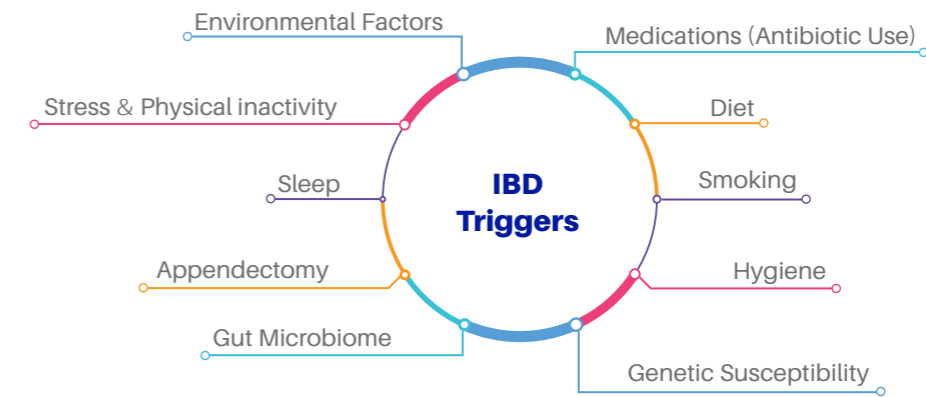 Environmental Factors
Medications (Antibiotic Use)
Stress & Physical inactivity
Diet
Sleep
IBD
Triggers
Smoking
Appendectomy
Hygiene
Gut Microbiome
Genetic Susceptibility